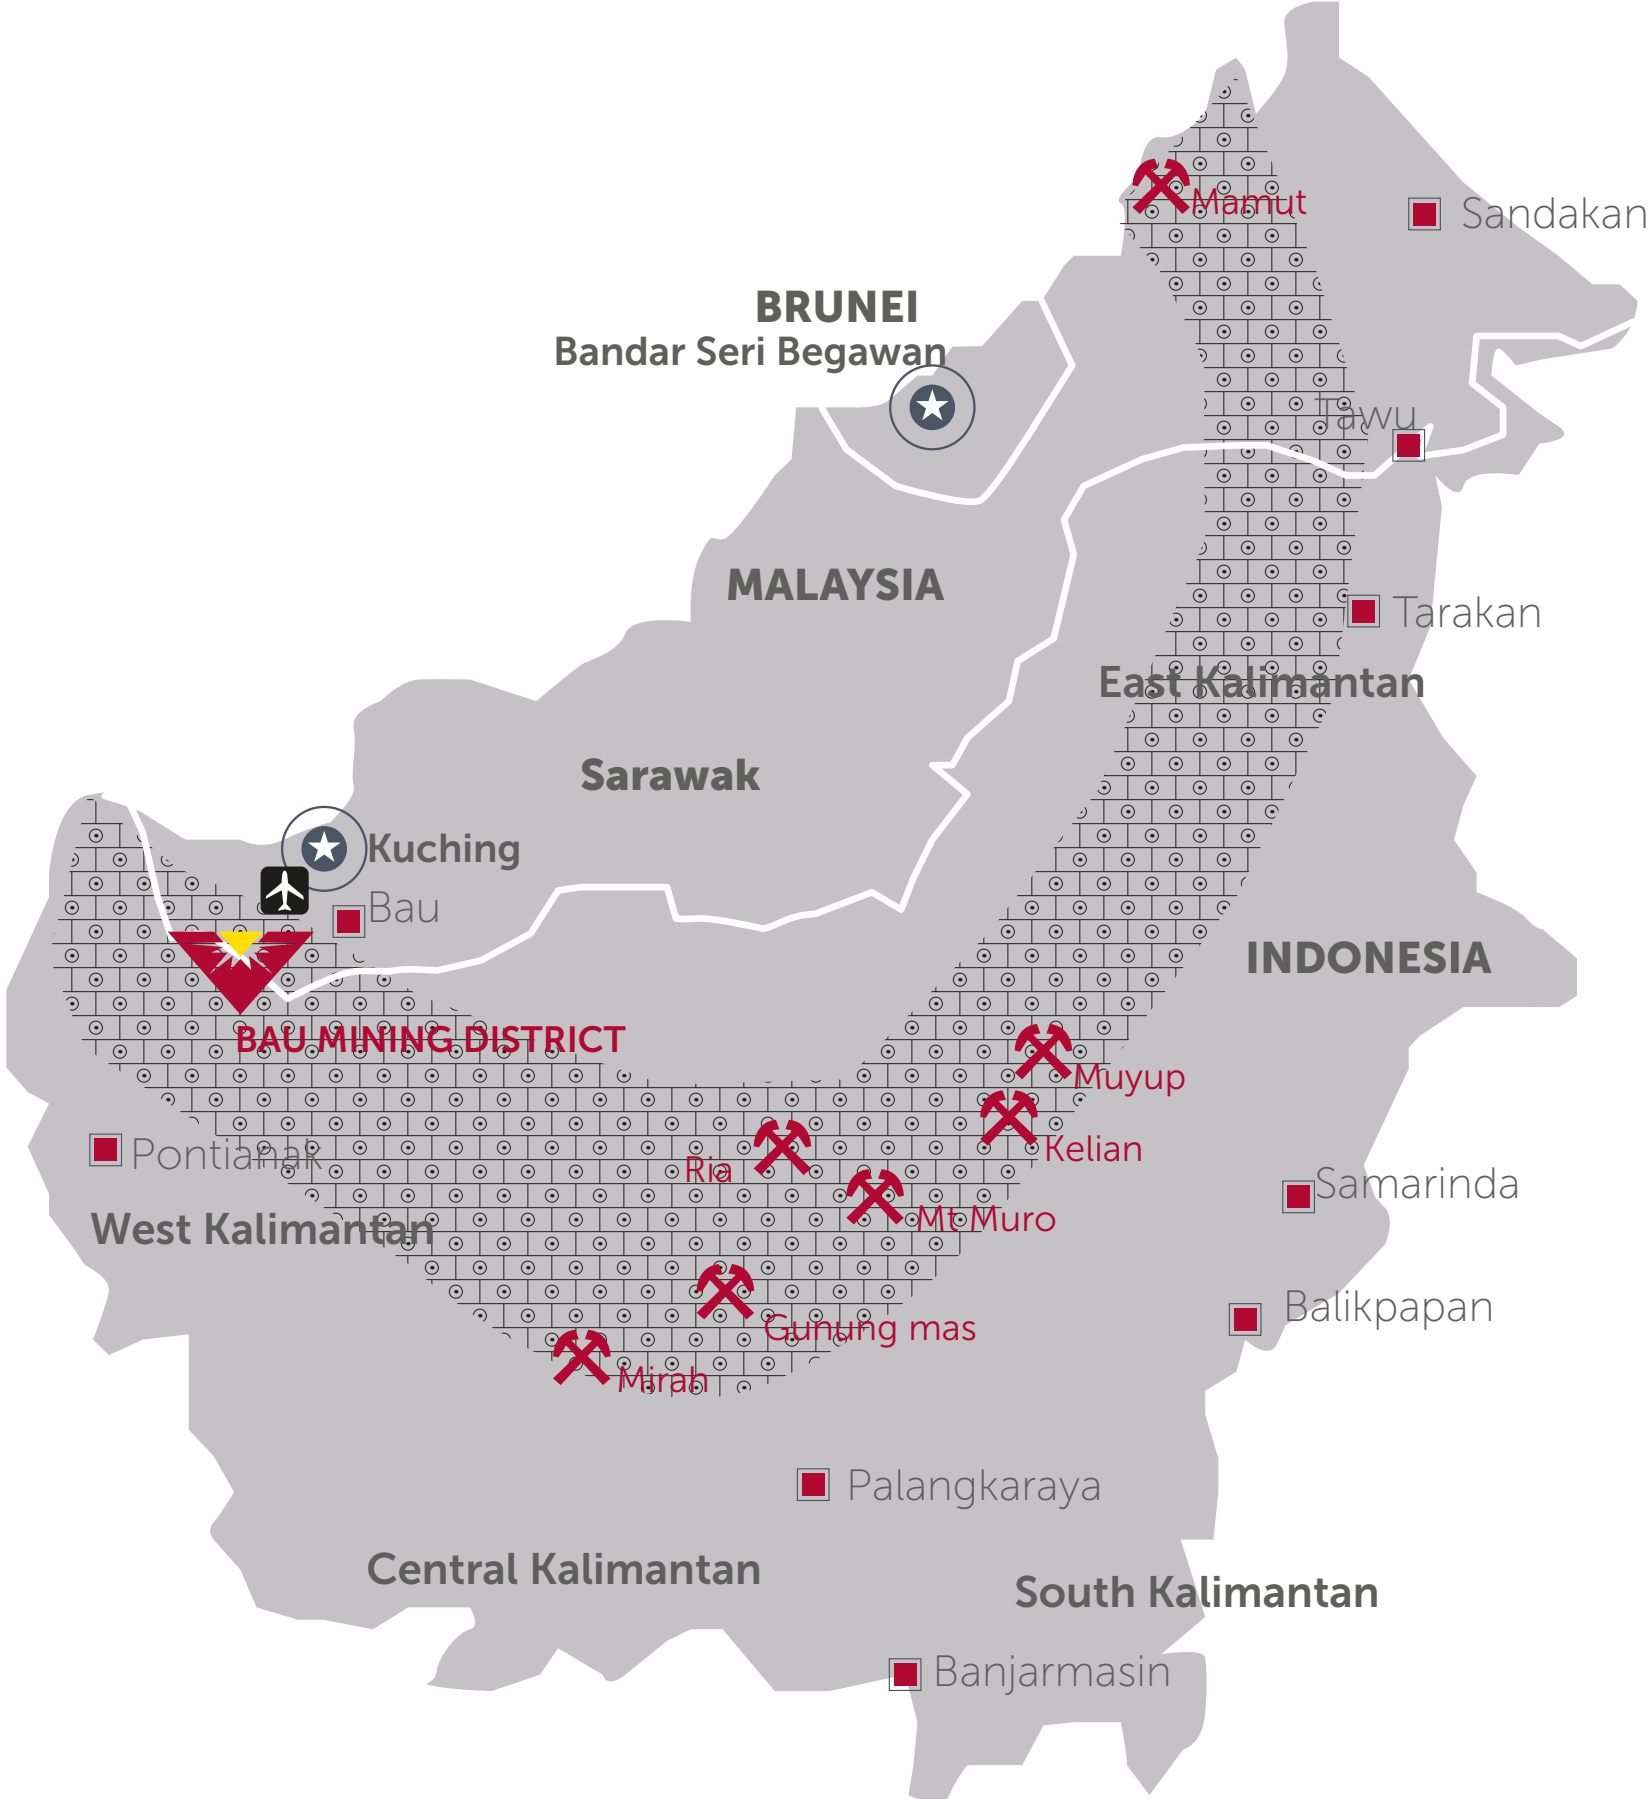 Mamut
Sandakan
BRUNEI
Bandar Seri Begawan
Tawu
MALAYSIA
Tarakan
East Kalimantan
Sarawak
Kuching
Bau
INDONESIA
BAU MINING DISTRICT
Muyup
Kelian
Pontianak
Ria
Samarinda
Mt Muro
West Kalimantan
Balikpapan
Gunung mas
Mirah
Palangkaraya
Central Kalimantan
South Kalimantan
Banjarmasin